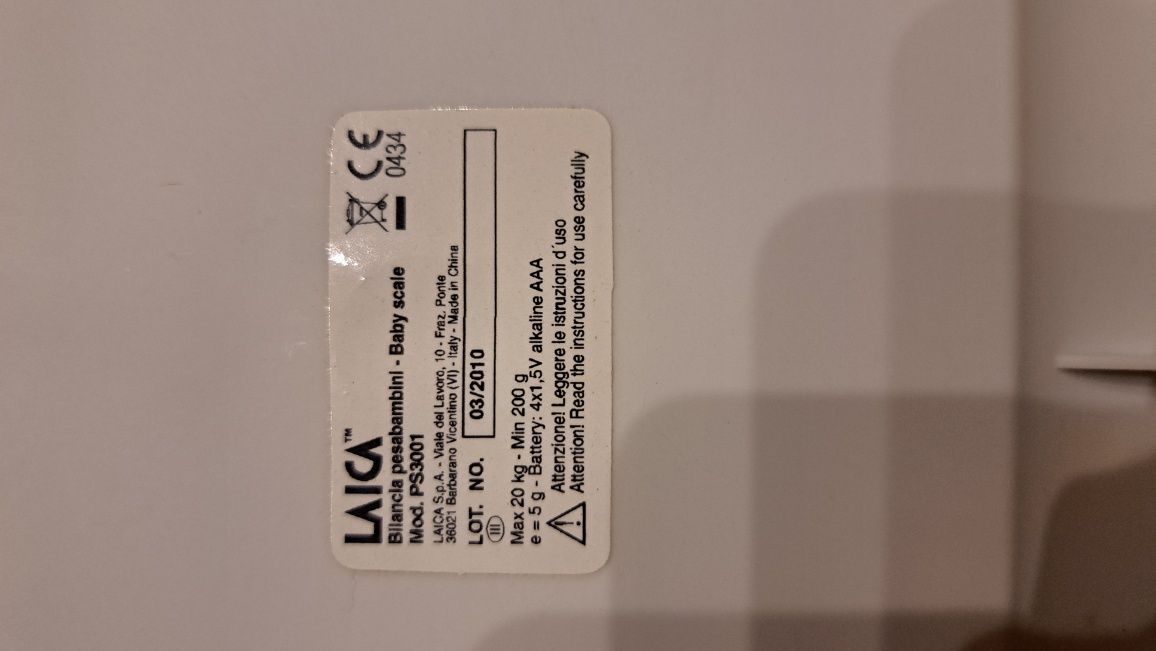 LAICA™
Bilancia pesabambini - Baby scale
Mod. PS3001
CE
0434
LAICA S.p.A. - Viale del Lavoro, 10 - Fraz. Ponte
36021 Barbarano Vicentino (VI) - Italy - Made in China
LOT. NO. 03/2010
III
Max 20 kg - Min 200 g
e = 5 g - Battery: 4x1,5V alkaline AAA
Attenzione! Leggere le istruzioni d'uso
Attention! Read the instructions for use carefully